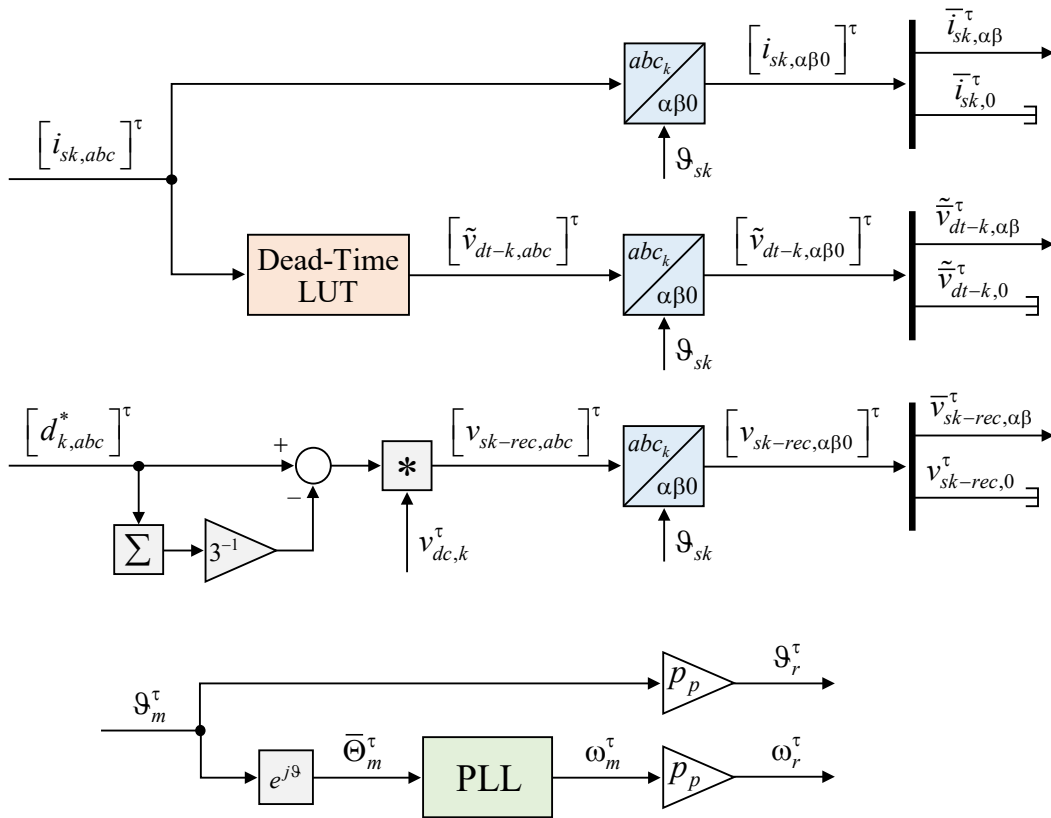 [i_{sk,abc}]^τ
abc_k
αβ0
ϑ_{sk}
[i_{sk,αβ0}]^τ
i̅^τ_{sk,αβ}
i̅^τ_{sk,0}
Dead-Time
LUT
[ṽ_{dt−k,abc}]^τ
abc_k
αβ0
ϑ_{sk}
[ṽ_{dt−k,αβ0}]^τ
ṽ̅^τ_{dt−k,αβ}
ṽ̅^τ_{dt−k,0}
[d^*_{k,abc}]^τ
+
−
Σ
3^{−1}
*
v^τ_{dc,k}
[v_{sk−rec,abc}]^τ
abc_k
αβ0
ϑ_{sk}
[v_{sk−rec,αβ0}]^τ
v̅^τ_{sk−rec,αβ}
v^τ_{sk−rec,0}
ϑ^τ_m
p_p
ϑ^τ_r
e^{jϑ}
Θ̅^τ_m
PLL
ω^τ_m
p_p
ω^τ_r